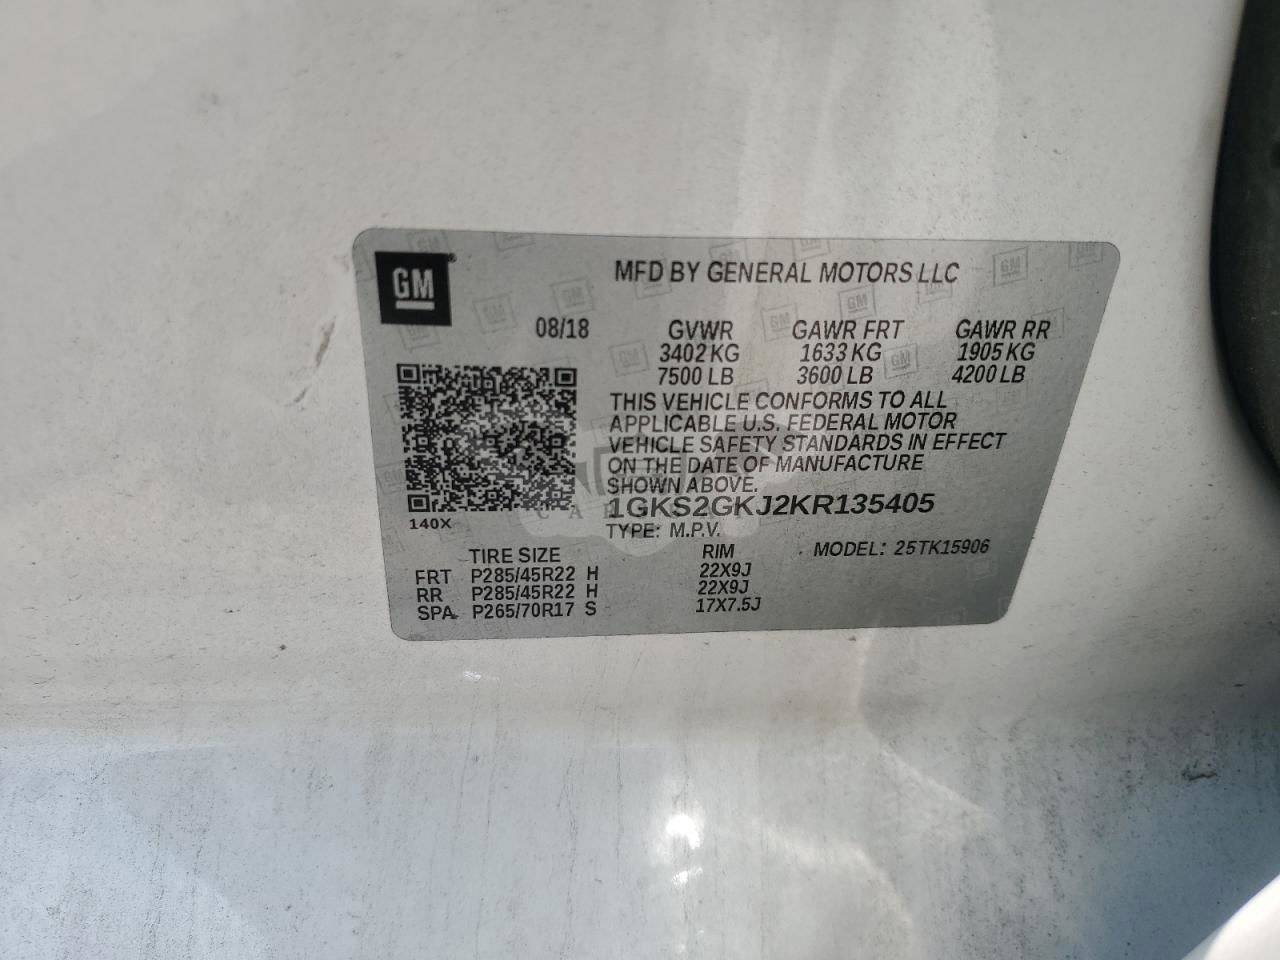 GM
MFD BY GENERAL MOTORS LLC
08/18 GVWR GAWR FRT GAWR RR
3402 KG 1633 KG 1905 KG
7500 LB 3600 LB 4200 LB
THIS VEHICLE CONFORMS TO ALL
APPLICABLE U.S. FEDERAL MOTOR
VEHICLE SAFETY STANDARDS IN EFFECT
ON THE DATE OF MANUFACTURE
SHOWN ABOVE.
1GKS2GKJ2KR135405
140X
TYPE: M.P.V.
TIRE SIZE RIM MODEL: 25TK15906
FRT P285/45R22 H 22X9J
RR P285/45R22 H 22X9J
SPA P265/70R17 S 17X7.5J